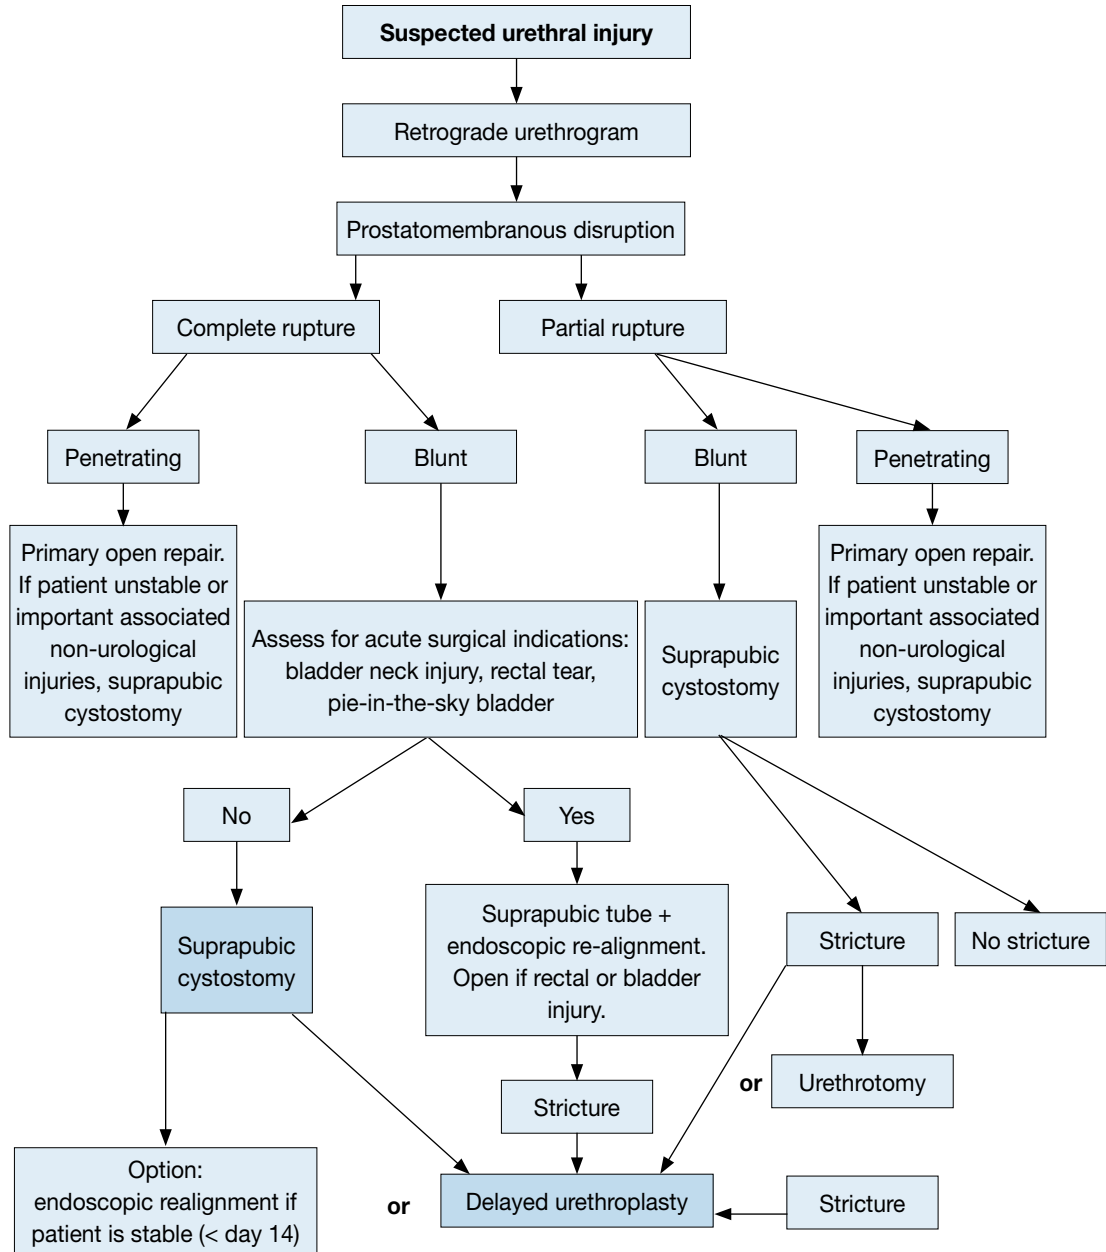 Suspected urethral injury
Retrograde urethrogram
Prostatomembranous disruption
Complete rupture
Partial rupture
Penetrating
Blunt
Blunt
Penetrating
Primary open repair.
If patient unstable or
important associated
non-urological
injuries, suprapubic
cystostomy
Assess for acute surgical indications:
bladder neck injury, rectal tear,
pie-in-the-sky bladder
Suprapubic
cystostomy
Primary open repair.
If patient unstable or
important associated
non-urological
injuries, suprapubic
cystostomy
No
Yes
Suprapubic
cystostomy
Suprapubic tube +
endoscopic re-alignment.
Open if rectal or bladder
injury.
Stricture
No stricture
or
Urethrotomy
Stricture
Option:
endoscopic realignment if
patient is stable (< day 14)
or
Delayed urethroplasty
Stricture